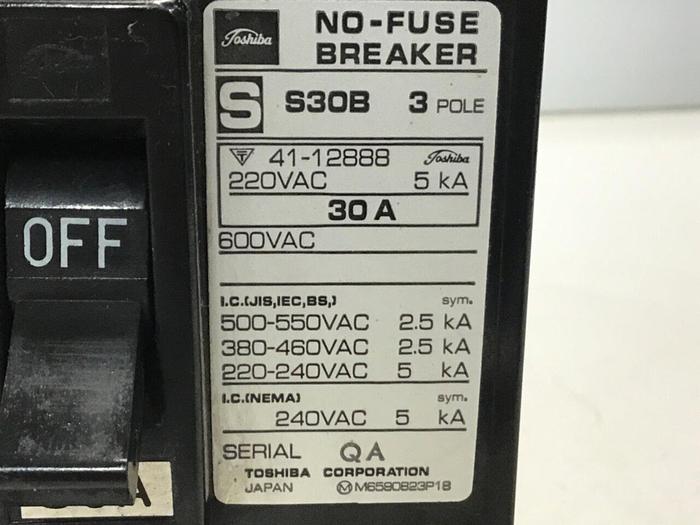 Toshiba
NO-FUSE
BREAKER
S S30B 3 POLE
41-12888 Toshiba
220VAC 5 kA
30 A
600VAC
I.C.(JIS,IEC,BS,) sym.
500-550VAC 2.5 kA
380-460VAC 2.5 kA
220-240VAC 5 kA
I.C.(NEMA) sym.
240VAC 5 kA
SERIAL QA
TOSHIBA CORPORATION
JAPAN M M6590823P18
OFF
A